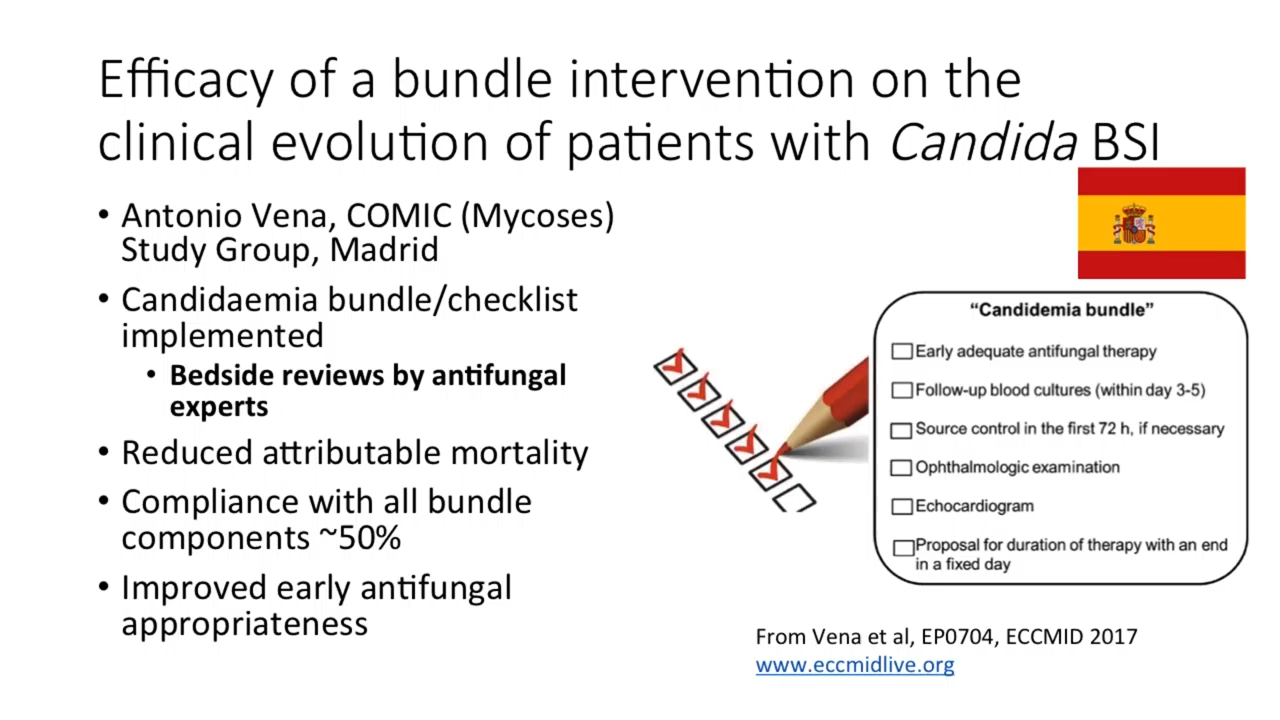 Efficacy of a bundle intervention on the
clinical evolution of patients with Candida BSI
• Antonio Vena, COMIC (Mycoses)
Study Group, Madrid
• Candidaemia bundle/checklist
implemented
• Bedside reviews by antifungal
experts
• Reduced attributable mortality
• Compliance with all bundle
components ~50%
• Improved early antifungal
appropriateness
“Candidemia bundle”
Early adequate antifungal therapy
Follow-up blood cultures (within day 3-5)
Source control in the first 72 h, if necessary
Ophthalmologic examination
Echocardiogram
Proposal for duration of therapy with an end
in a fixed day
From Vena et al, EP0704, ECCMID 2017
www.eccmidlive.org